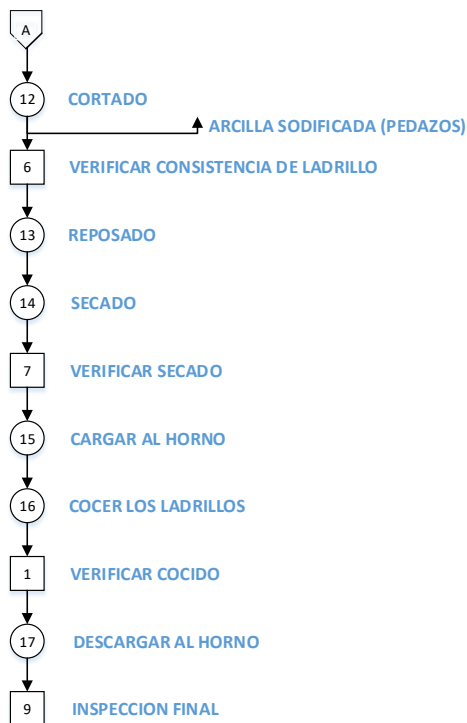 A
12 CORTADO
ARCILLA SODIFICADA (PEDAZOS)
6 VERIFICAR CONSISTENCIA DE LADRILLO
13 REPOSADO
14 SECADO
7 VERIFICAR SECADO
15 CARGAR AL HORNO
16 COCER LOS LADRILLOS
1 VERIFICAR COCIDO
17 DESCARGAR AL HORNO
9 INSPECCION FINAL